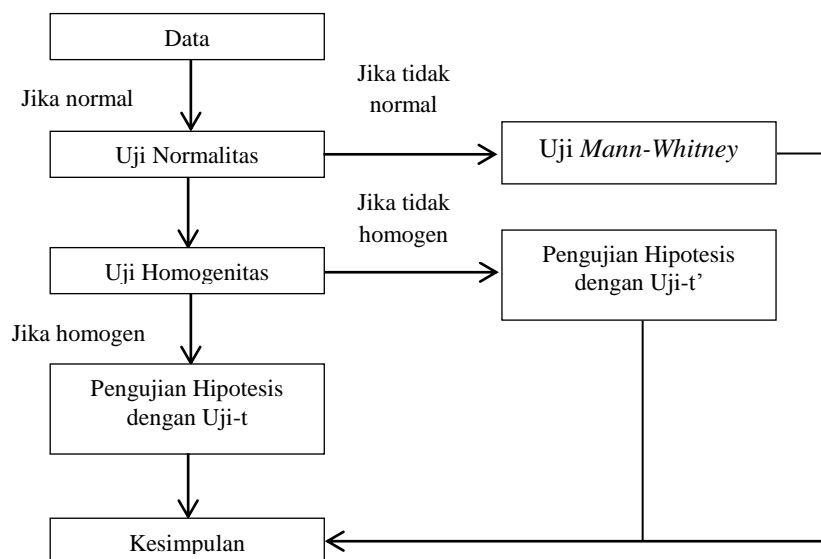 Data
Jika normal
Jika tidak
normal
Uji Normalitas
Uji Mann-Whitney
Jika tidak
homogen
Uji Homogenitas
Pengujian Hipotesis
dengan Uji-t’
Jika homogen
Pengujian Hipotesis
dengan Uji-t
Kesimpulan